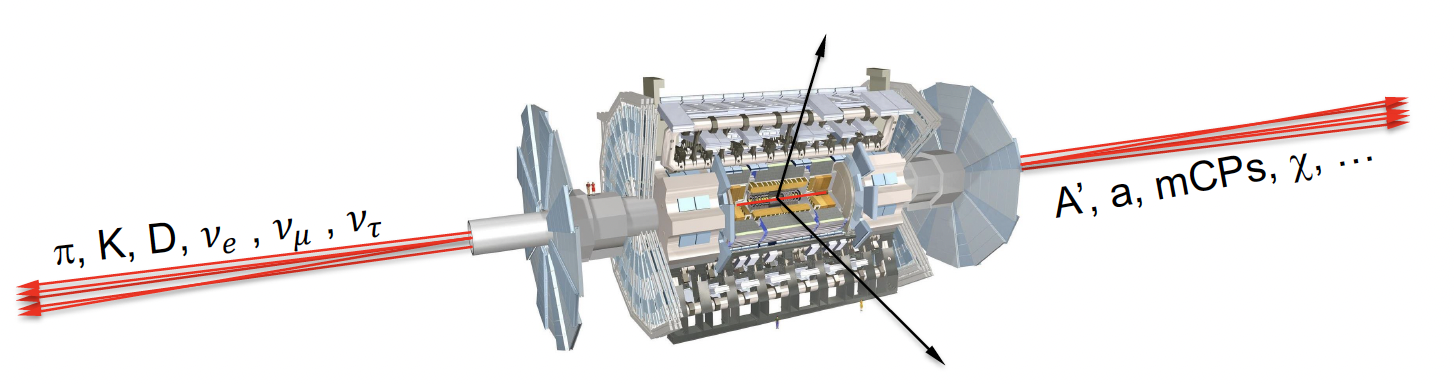 π, K, D, ν𝑒 , ν𝜇 , ν𝜏
A', a, mCPs, χ, ...